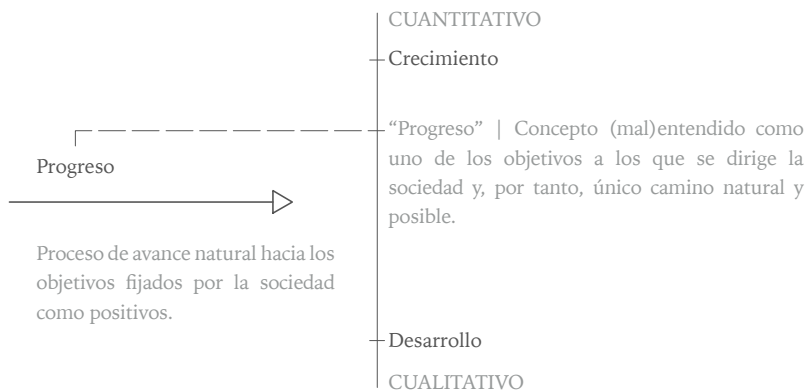 CUANTITATIVO
Crecimiento
“Progreso” | Concepto (mal)entendido como
uno de los objetivos a los que se dirige la
sociedad y, por tanto, único camino natural y
posible.
Progreso
Proceso de avance natural hacia los
objetivos fijados por la sociedad
como positivos.
Desarrollo
CUALITATIVO